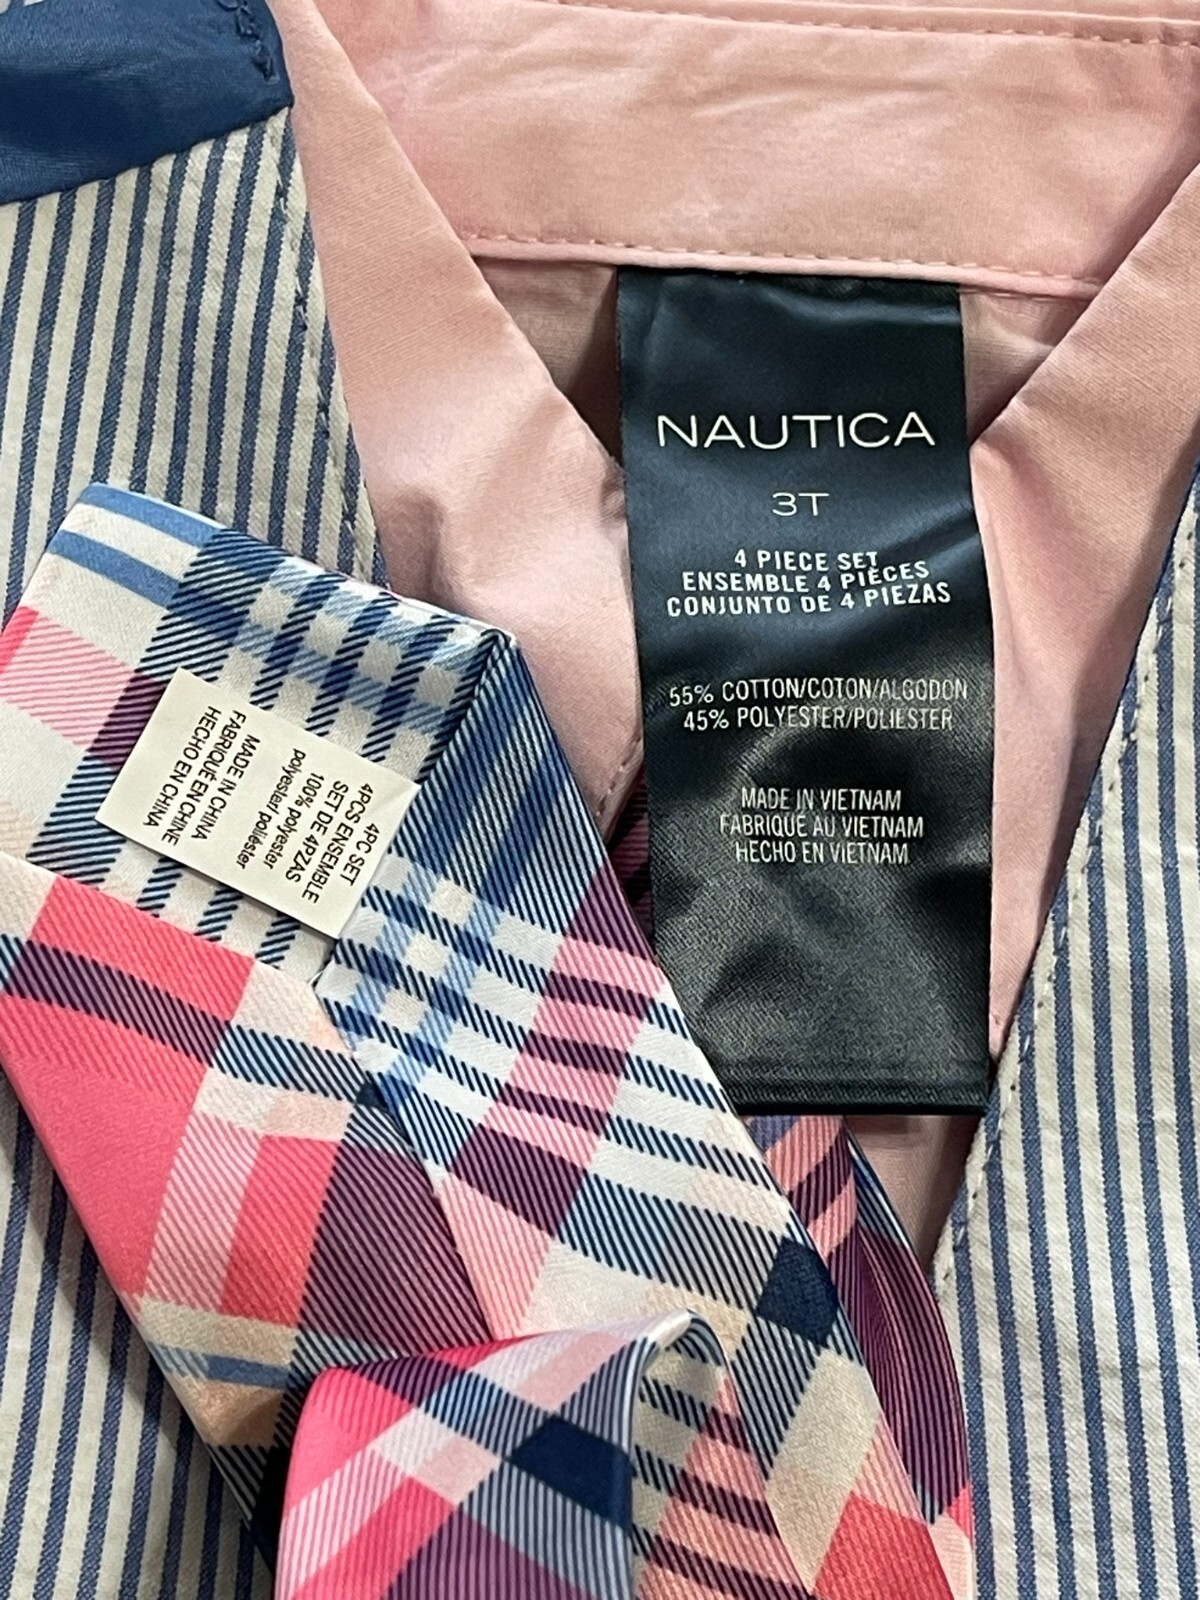 NAUTICA
3T
4 PIECE SET
ENSEMBLE 4 PIÈCES
CONJUNTO DE 4 PIEZAS
55% COTTON/COTON/ALGODON
45% POLYESTER/POLIESTER
MADE IN VIETNAM
FABRIQUÉ AU VIETNAM
HECHO EN VIETNAM
4PC SET
4PCS ENSEMBLE
SET DE 4PZAS
100% polyester
polyester/ poliéster
MADE IN CHINA
FABRIQUÉ EN CHINE
HECHO EN CHINA